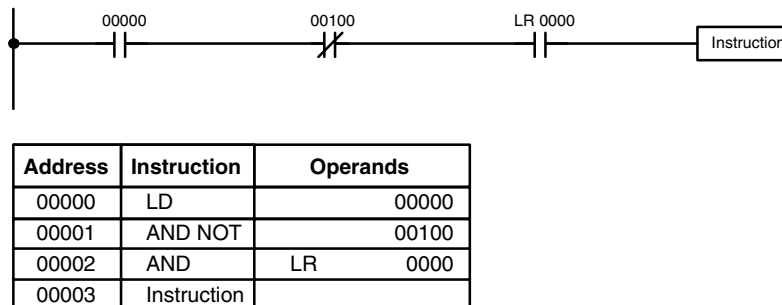 00000 00100 LR 0000
Instruction
Address Instruction Operands
00000 LD 00000
00001 AND NOT 00100
00002 AND LR 0000
00003 Instruction